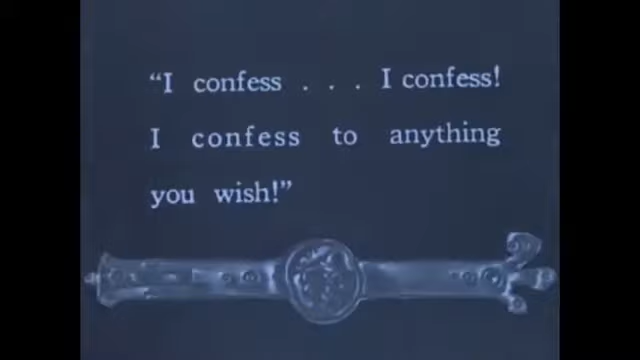 “I confess . . . I confess!
I confess to anything
you wish!”